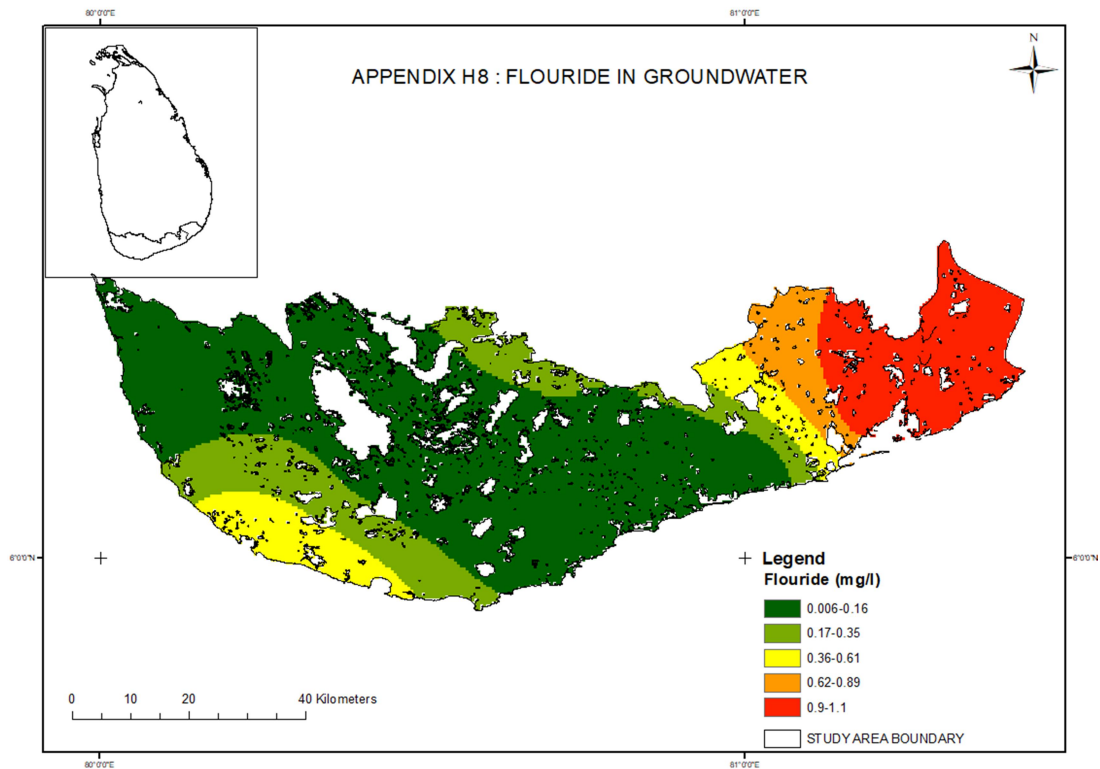 80°0'0"E 81°0'0"E
N
APPENDIX H8 : FLOURIDE IN GROUNDWATER
6°0'0"N 6°0'0"N
Legend
Flouride (mg/l)
0.006-0.16
0.17-0.35
0.36-0.61
0.62-0.89
0.9-1.1
STUDY AREA BOUNDARY
0 10 20 40 Kilometers
80°0'0"E 81°0'0"E